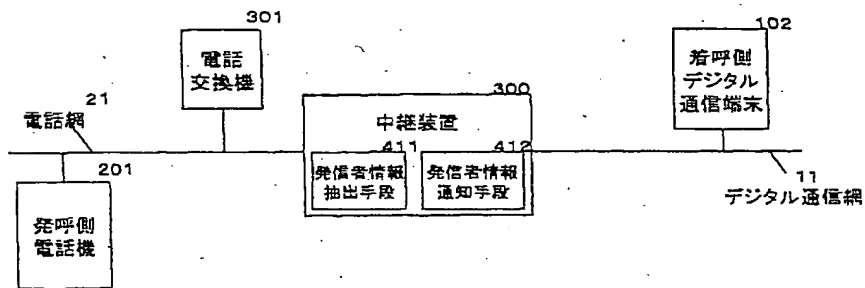 301
電話
交換機
102
着呼側
デジタル
通信端末
21
電話網
300
中継装置
411
発信者情報
抽出手段
412
発信者情報
通知手段
201
発呼側
電話機
11
デジタル通信網